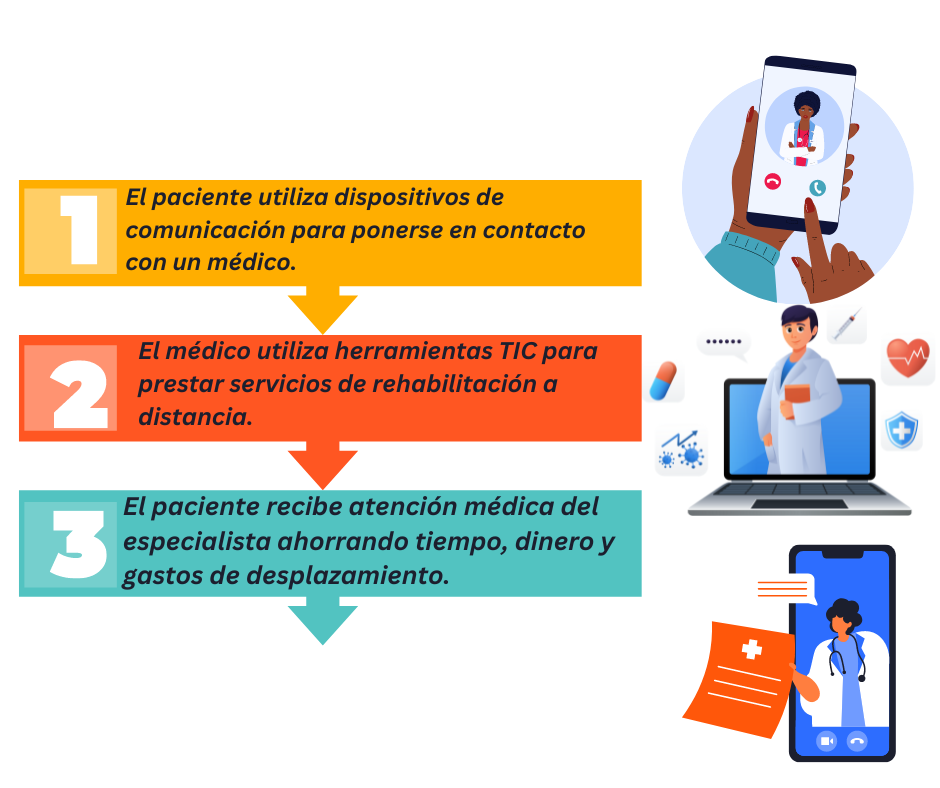 1
El paciente utiliza dispositivos de
comunicación para ponerse en contacto
con un médico.
2
El médico utiliza herramientas TIC para
prestar servicios de rehabilitación a
distancia.
3
El paciente recibe atención médica del
especialista ahorrando tiempo, dinero y
gastos de desplazamiento.